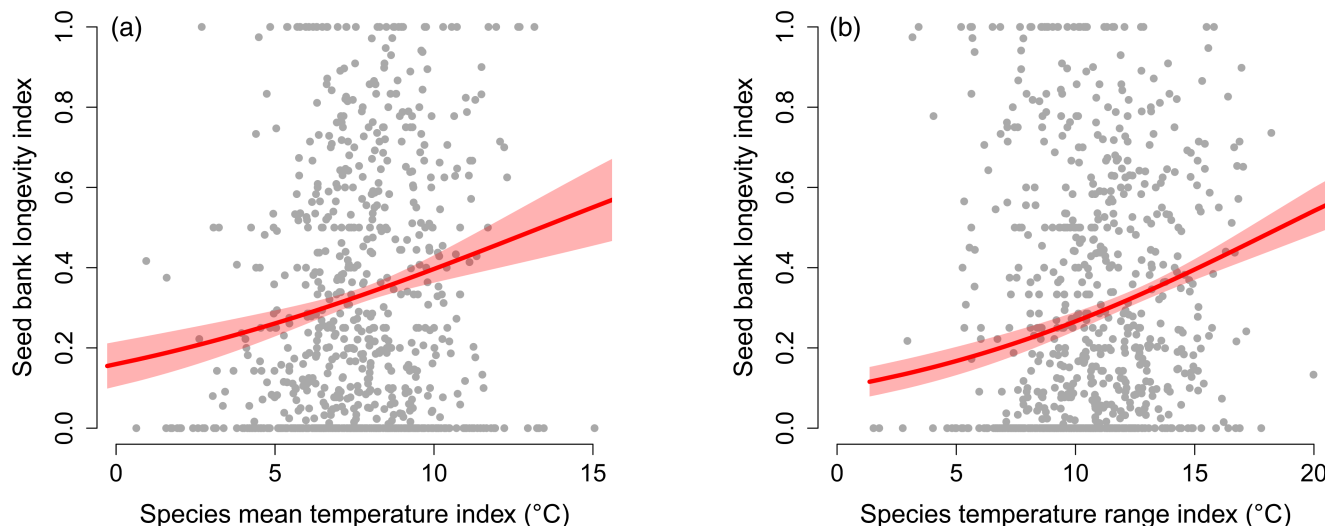 (a)
Seed bank longevity index
0.0 0.2 0.4 0.6 0.8 1.0
0 5 10 15
Species mean temperature index (°C)
(b)
Seed bank longevity index
0.0 0.2 0.4 0.6 0.8 1.0
0 5 10 15 20
Species temperature range index (°C)